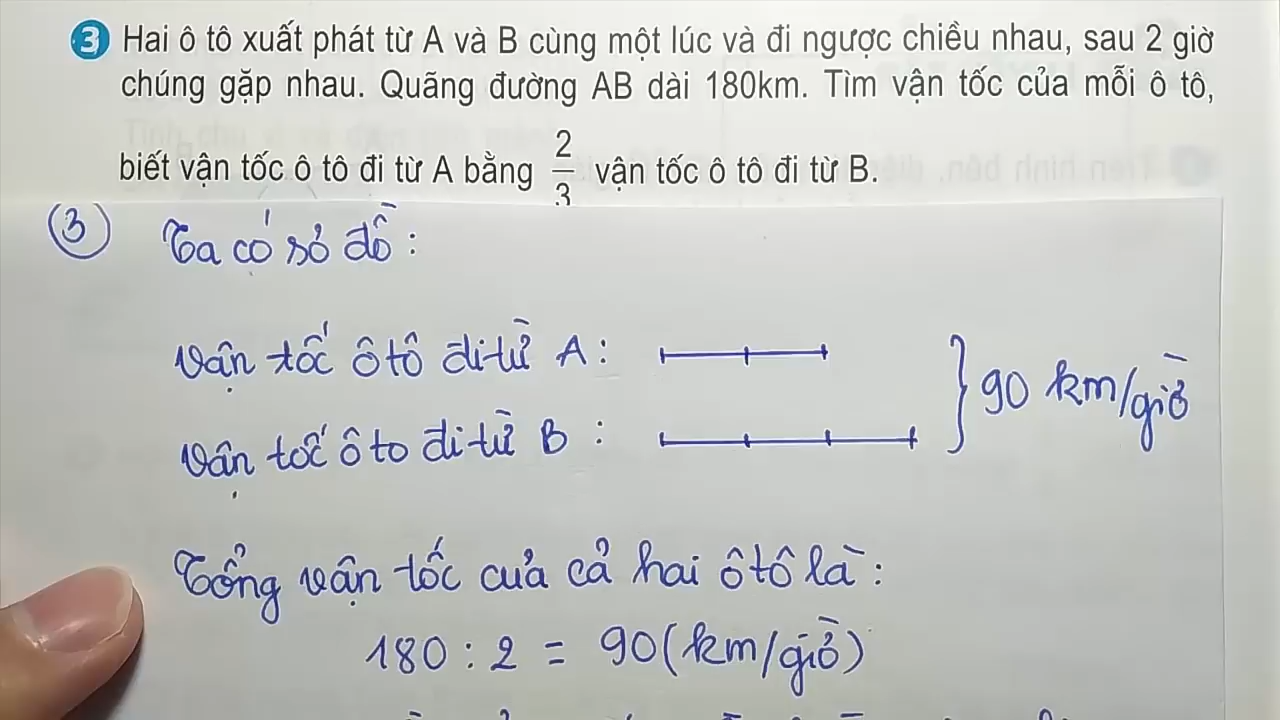 3 Hai ô tô xuất phát từ A và B cùng một lúc và đi ngược chiều nhau, sau 2 giờ
chúng gặp nhau. Quãng đường AB dài 180km. Tìm vận tốc của mỗi ô tô,
biết vận tốc ô tô đi từ A bằng 2/3 vận tốc ô tô đi từ B.
3 Ta có sơ đồ :
Vận tốc ô tô đi từ A :
90 km/giờ
Vận tốc ô to đi từ B :
Tổng vận tốc của cả hai ô tô là :
180 : 2 = 90 (km/giờ)